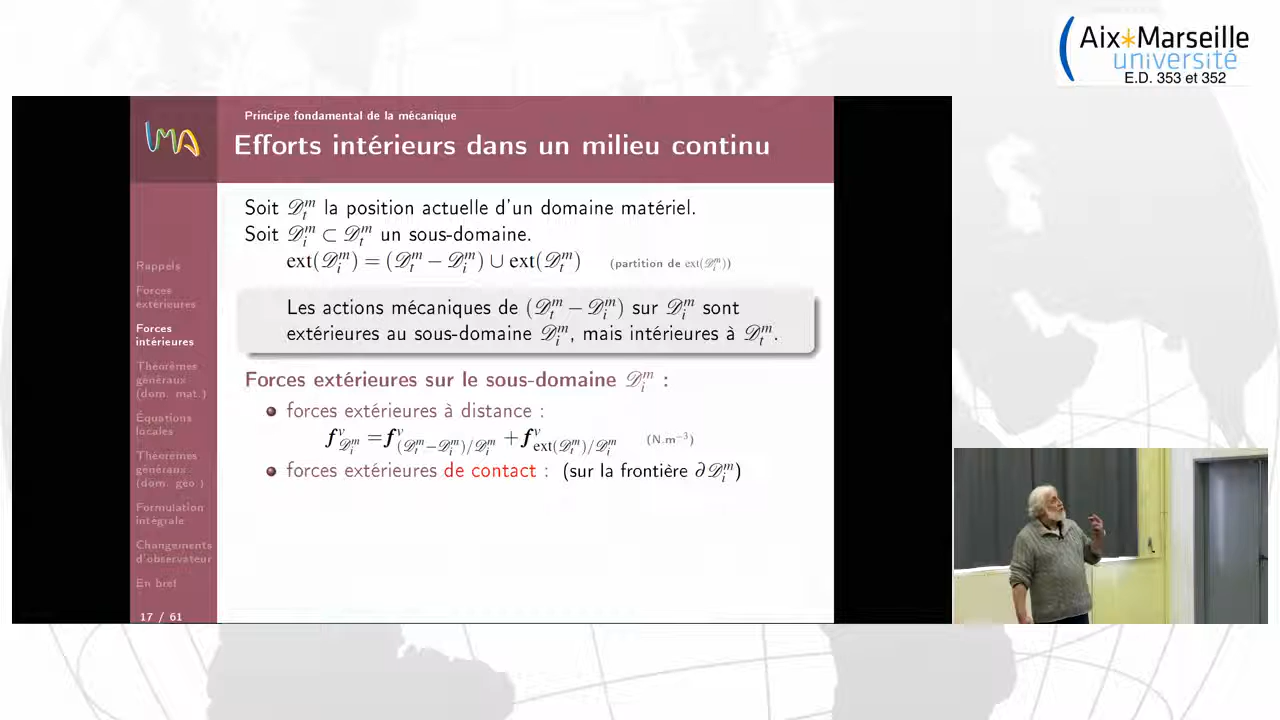 Aix*Marseille
université
E.D. 353 et 352
LMA
Principe fondamental de la mécanique
Efforts intérieurs dans un milieu continu
Soit 𝒟ₜᵐ la position actuelle d'un domaine matériel.
Soit 𝒟ᵢᵐ ⊂ 𝒟ₜᵐ un sous-domaine.
ext(𝒟ᵢᵐ) = (𝒟ₜᵐ − 𝒟ᵢᵐ) ∪ ext(𝒟ₜᵐ) (partition de ext(𝒟ᵢᵐ))
Les actions mécaniques de (𝒟ₜᵐ − 𝒟ᵢᵐ) sur 𝒟ᵢᵐ sont
extérieures au sous-domaine 𝒟ᵢᵐ, mais intérieures à 𝒟ₜᵐ.
Forces extérieures sur le sous-domaine 𝒟ᵢᵐ :
forces extérieures à distance :
f^v_{𝒟ᵢᵐ} = f^v_{(𝒟ₜᵐ−𝒟ᵢᵐ)/𝒟ᵢᵐ} + f^v_{ext(𝒟ₜᵐ)/𝒟ᵢᵐ} (N.m⁻³)
forces extérieures de contact : (sur la frontière ∂𝒟ᵢᵐ)
Rappels
Forces
extérieures
Forces
intérieures
Théorèmes
généraux
(dom. mat.)
Équations
locales
Théorèmes
généraux
(dom. géo.)
Formulation
intégrale
Changements
d'observateur
En bref
17 / 61